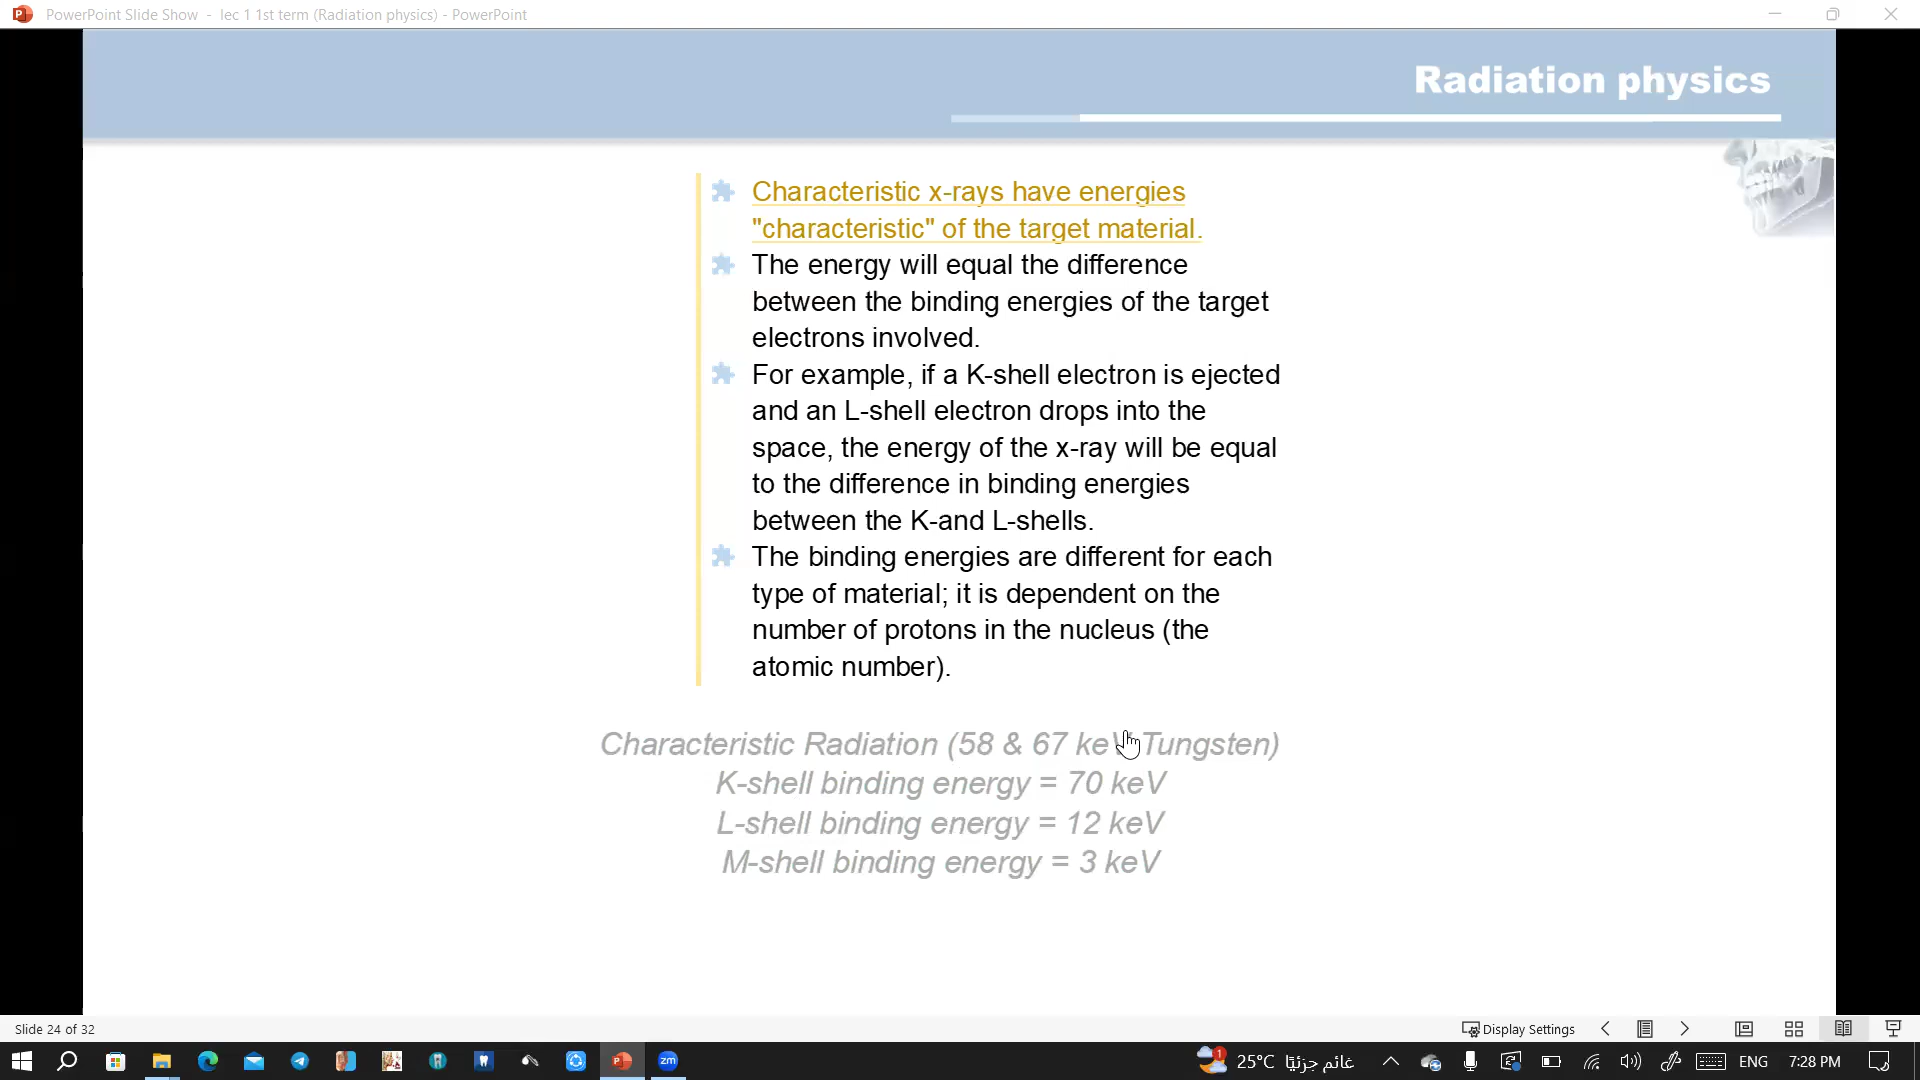 PowerPoint Slide Show - lec 1 1st term (Radiation physics) - PowerPoint
Radiation physics
Characteristic x-rays have energies
"characteristic" of the target material.
The energy will equal the difference
between the binding energies of the target
electrons involved.
For example, if a K-shell electron is ejected
and an L-shell electron drops into the
space, the energy of the x-ray will be equal
to the difference in binding energies
between the K-and L-shells.
The binding energies are different for each
type of material; it is dependent on the
number of protons in the nucleus (the
atomic number).
Characteristic Radiation (58 & 67 keV Tungsten)
K-shell binding energy = 70 keV
L-shell binding energy = 12 keV
M-shell binding energy = 3 keV
Slide 24 of 32
Display Settings
zm
1
25°C غائم جزئيًا
ENG
7:28 PM